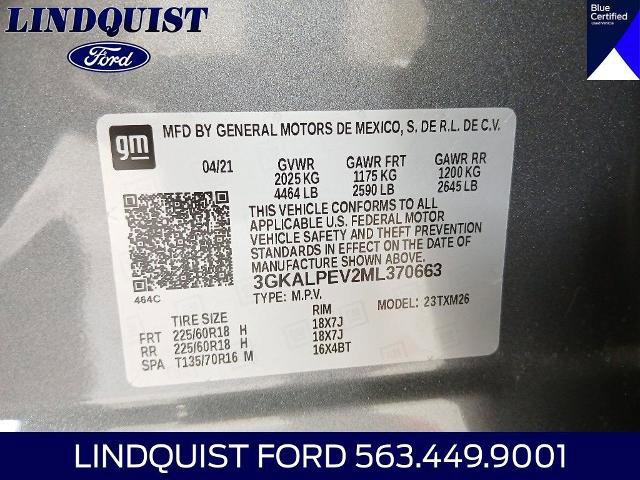 LINDQUIST
Ford
Blue
Certified
gm
MFD BY GENERAL MOTORS DE MEXICO, S. DE R.L. DE C.V.
04/21 GVWR GAWR FRT GAWR RR
2025 KG 1175 KG 1200 KG
4464 LB 2590 LB 2645 LB
THIS VEHICLE CONFORMS TO ALL
APPLICABLE U.S. FEDERAL MOTOR
VEHICLE SAFETY AND THEFT PREVENTION
STANDARDS IN EFFECT ON THE DATE OF
MANUFACTURE SHOWN ABOVE.
3GKALPEV2ML370663
464C
TYPE: M.P.V. MODEL: 23TXM26
TIRE SIZE RIM
FRT 225/60R18 H 18X7J
RR 225/60R18 H 18X7J
SPA T135/70R16 M 16X4BT
LINDQUIST FORD 563.449.9001